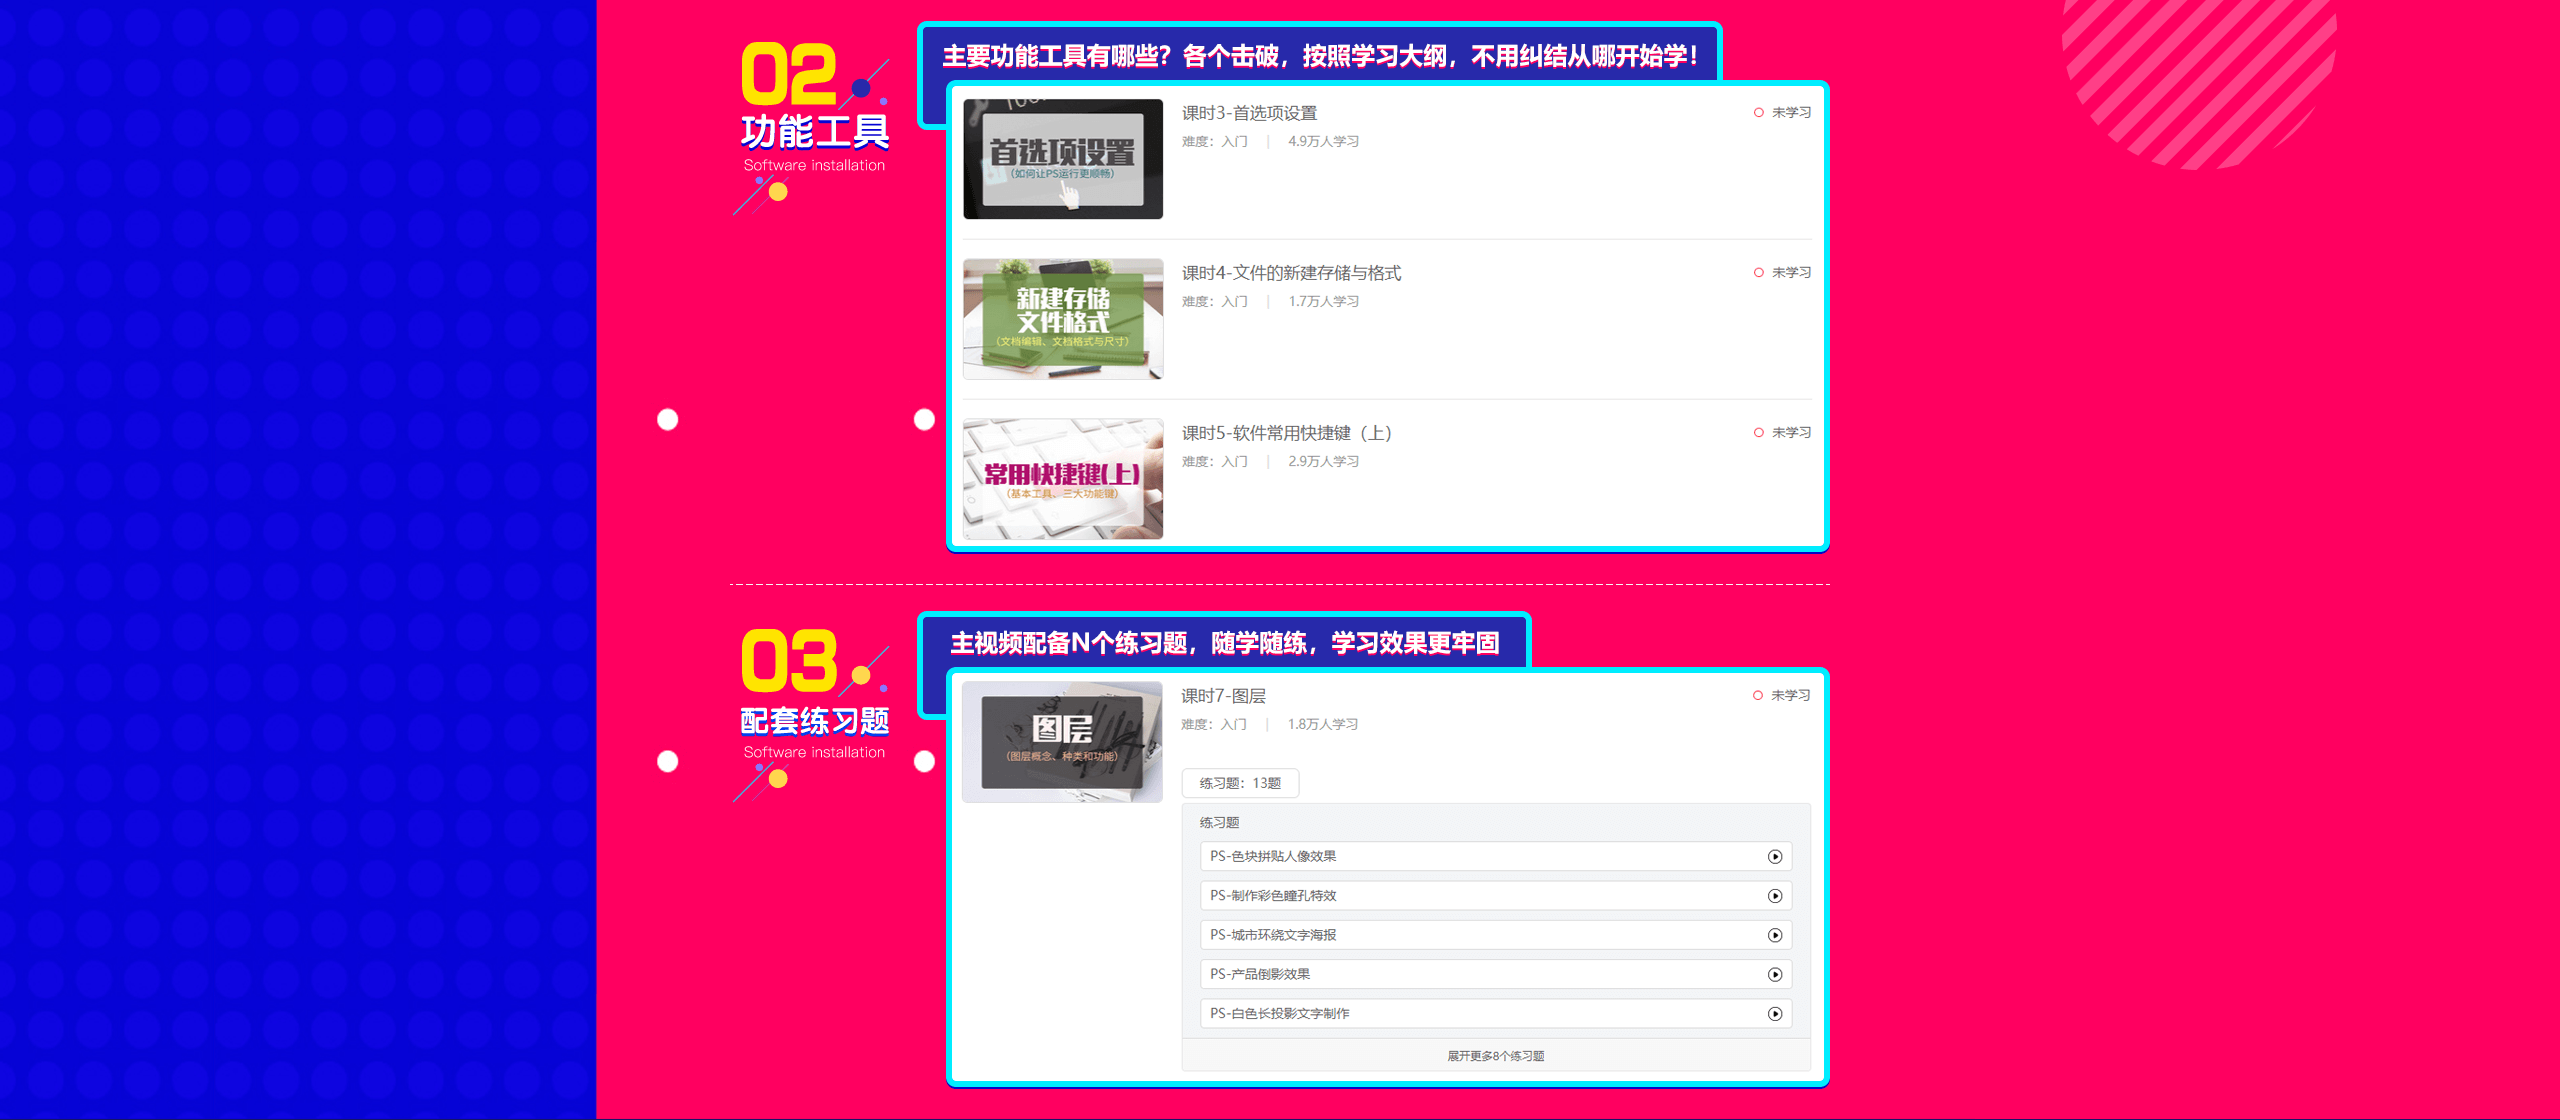 02
功能工具
Software installation
主要功能工具有哪些？各个击破，按照学习大纲，不用纠结从哪开始学！
首选项设置
（如何让PS运行更顺畅）
课时3-首选项设置
未学习
难度：入门 | 4.9万人学习
新建存储
文件格式
（文档编辑、文档格式与尺寸）
课时4-文件的新建存储与格式
未学习
难度：入门 | 1.7万人学习
常用快捷键(上)
（基本工具、三大功能键）
课时5-软件常用快捷键（上）
未学习
难度：入门 | 2.9万人学习
03
配套练习题
Software installation
主视频配备N个练习题，随学随练，学习效果更牢固
图层
（图层概念、种类和功能）
课时7-图层
未学习
难度：入门 | 1.8万人学习
练习题：13题
练习题
PS-色块拼贴人像效果
PS-制作彩色瞳孔特效
PS-城市环绕文字海报
PS-产品倒影效果
PS-白色长投影文字制作
展开更多8个练习题